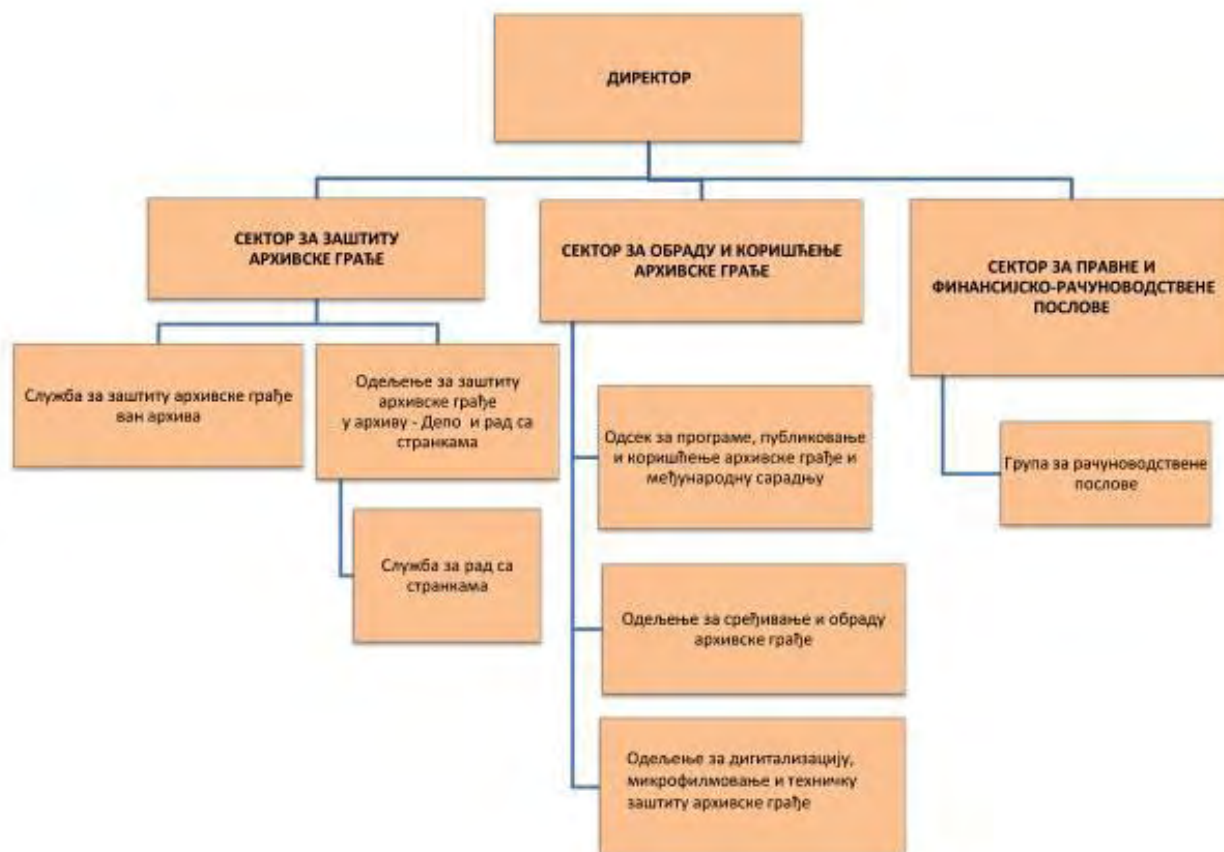 ДИРЕКТОР
СЕКТОР ЗА ЗАШТИТУ
АРХИВСКЕ ГРАЂЕ
СЕКТОР ЗА ОБРАДУ И КОРИШЋЕЊЕ
АРХИВСКЕ ГРАЂЕ
СЕКТОР ЗА ПРАВНЕ И
ФИНАНСИЈСКО-РАЧУНОВОДСТВЕНЕ
ПОСЛОВЕ
Служба за заштиту архивске грађе
ван архива
Одељење за заштиту
архивске грађе
у архиву - Депо и рад са
странкама
Служба за рад са
странкама
Одсек за програме, публиковање
и коришћење архивске грађе и
међународну сарадњу
Одељење за сређивање и обраду
архивске грађе
Одељење за дигитализацију,
микрофилмовање и техничку
заштиту архивске грађе
Група за рачуноводствене
послове